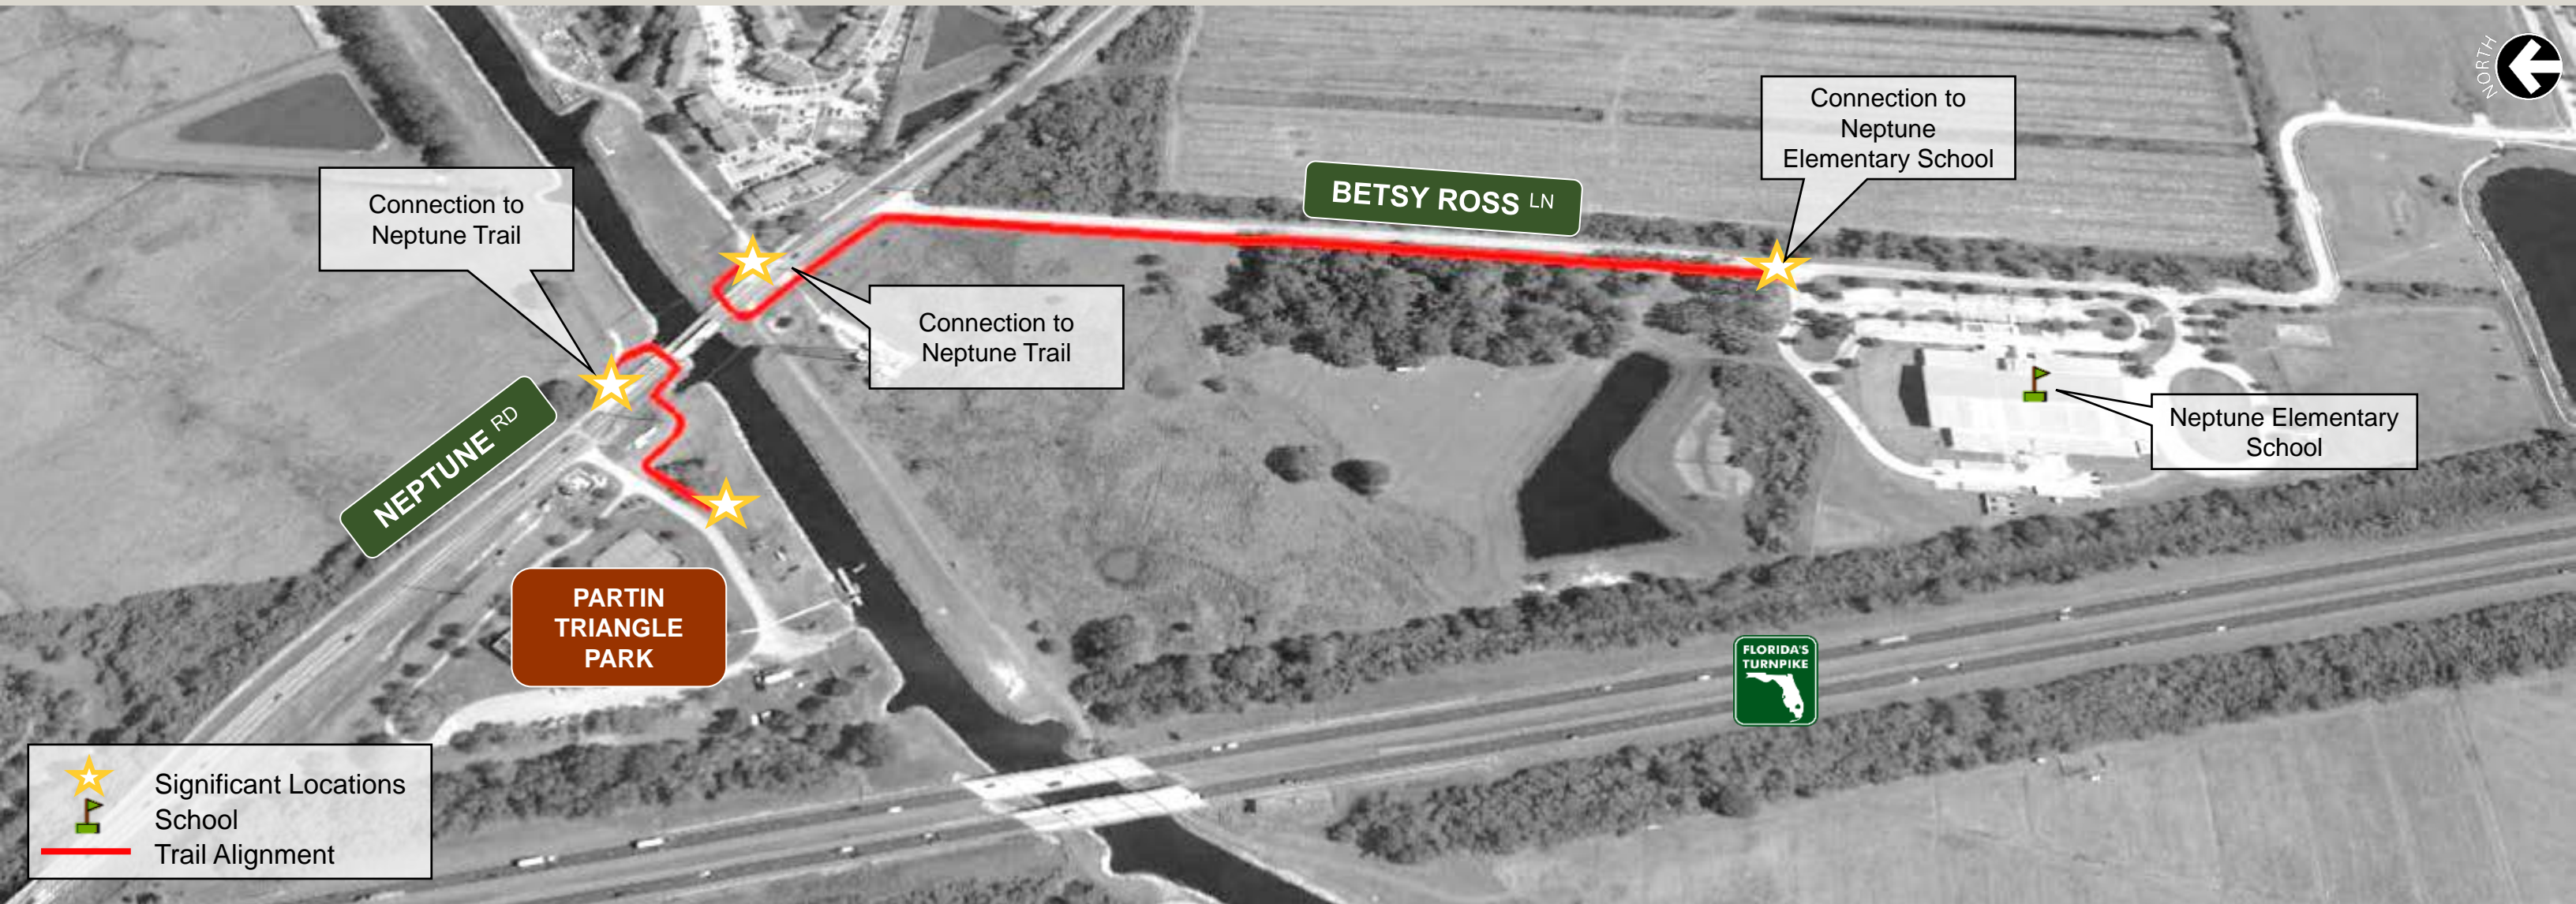 NORTH
Connection to
Neptune
Elementary School
Connection to
Neptune Trail
BETSY ROSS LN
Connection to
Neptune Trail
NEPTUNE RD
Neptune Elementary
School
PARTIN
TRIANGLE
PARK
FLORIDA'S
TURNPIKE
Significant Locations
School
Trail Alignment